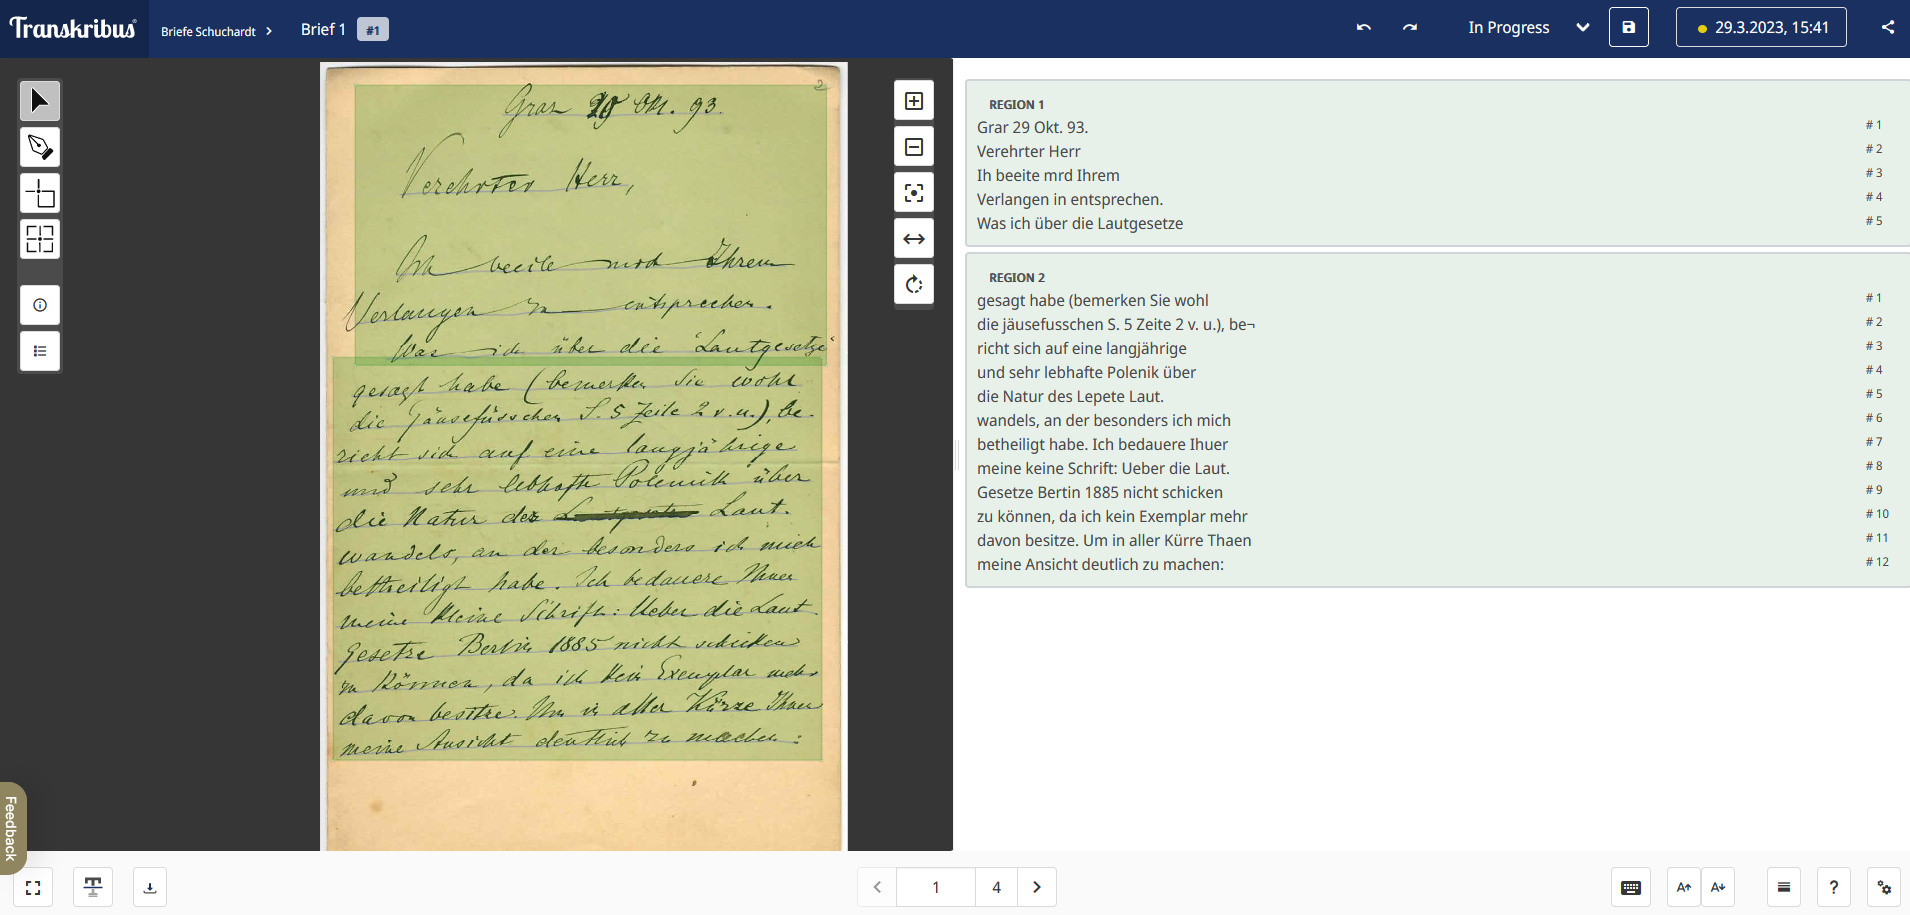 Transkribus
Briefe Schuchardt
Brief 1
#1
In Progress
29.3.2023, 15:41
2
Graz 29 Okt. 93.
Verehrter Herr,
Ich beeile mich Ihrem
Verlangen zu entsprechen.
Was ich über die "Lautgesetze"
gesagt habe (bemerken Sie wohl
die Gänsefüsschen S. 5 Zeile 2 v. u.), be-
zieht sich auf eine langjährige
und sehr lebhafte Polemik über
die Natur des Laut-
wandels, an der besonders ich mich
betheiligt habe. Ich bedauere Ihnen
meine kleine Schrift: Ueber die Laut-
gesetze Berlin 1885 nicht schicken
zu können, da ich kein Exemplar mehr
davon besitze. Um in aller Kürze Ihnen
meine Ansicht deutlich zu machen:
REGION 1
Grar 29 Okt. 93. #1
Verehrter Herr #2
Ih beeite mrd Ihrem #3
Verlangen in entsprechen. #4
Was ich über die Lautgesetze #5
REGION 2
gesagt habe (bemerken Sie wohl #1
die jäusefusschen S. 5 Zeite 2 v. u.), be¬ #2
richt sich auf eine langjährige #3
und sehr lebhafte Polenik über #4
die Natur des Lepete Laut. #5
wandels, an der besonders ich mich #6
betheiligt habe. Ich bedauere Ihuer #7
meine keine Schrift: Ueber die Laut. #8
Gesetze Bertin 1885 nicht schicken #9
zu können, da ich kein Exemplar mehr #10
davon besitze. Um in aller Kürre Thaen #11
meine Ansicht deutlich zu machen: #12
Feedback
1
4
A
A
?